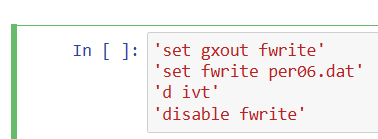 In [ ]: 'set gxout fwrite'
'set fwrite per06.dat'
'd ivt'
'disable fwrite'